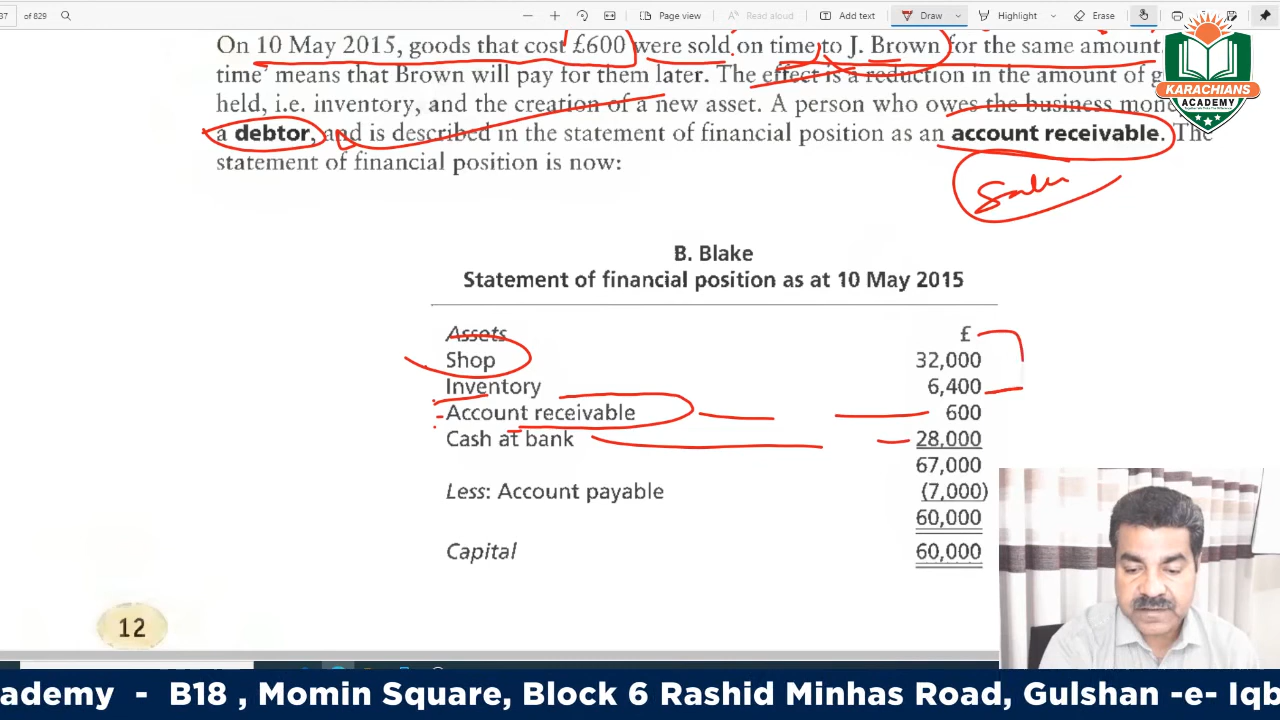 37 of 829 Page view Read aloud Add text Draw Highlight Erase
On 10 May 2015, goods that cost £600 were sold on time to J. Brown for the same amount.
time’ means that Brown will pay for them later. The effect is a reduction in the amount of
held, i.e. inventory, and the creation of a new asset. A person who owes the business
a debtor, and is described in the statement of financial position as an account receivable. The
statement of financial position is now:
KARACHIANS
ACADEMY
B. Blake
Statement of financial position as at 10 May 2015
Assets £
Shop 32,000
Inventory 6,400
Account receivable 600
Cash at bank 28,000
67,000
Less: Account payable (7,000)
60,000
Capital 60,000
12
ademy - B18 , Momin Square, Block 6 Rashid Minhas Road, Gulshan -e- Iqb